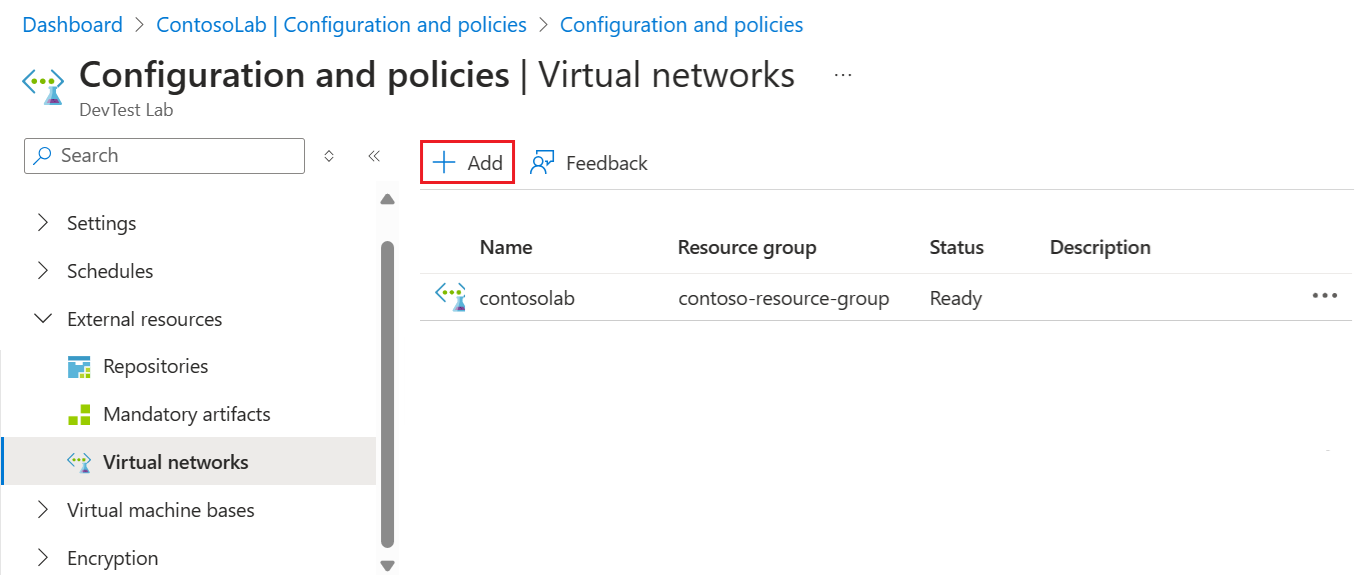 Dashboard > ContosoLab | Configuration and policies > Configuration and policies
Configuration and policies | Virtual networks ...
DevTest Lab
Search
Add Feedback
Settings
Schedules
External resources
Repositories
Mandatory artifacts
Virtual networks
Virtual machine bases
Encryption
Name Resource group Status Description
contosolab contoso-resource-group Ready